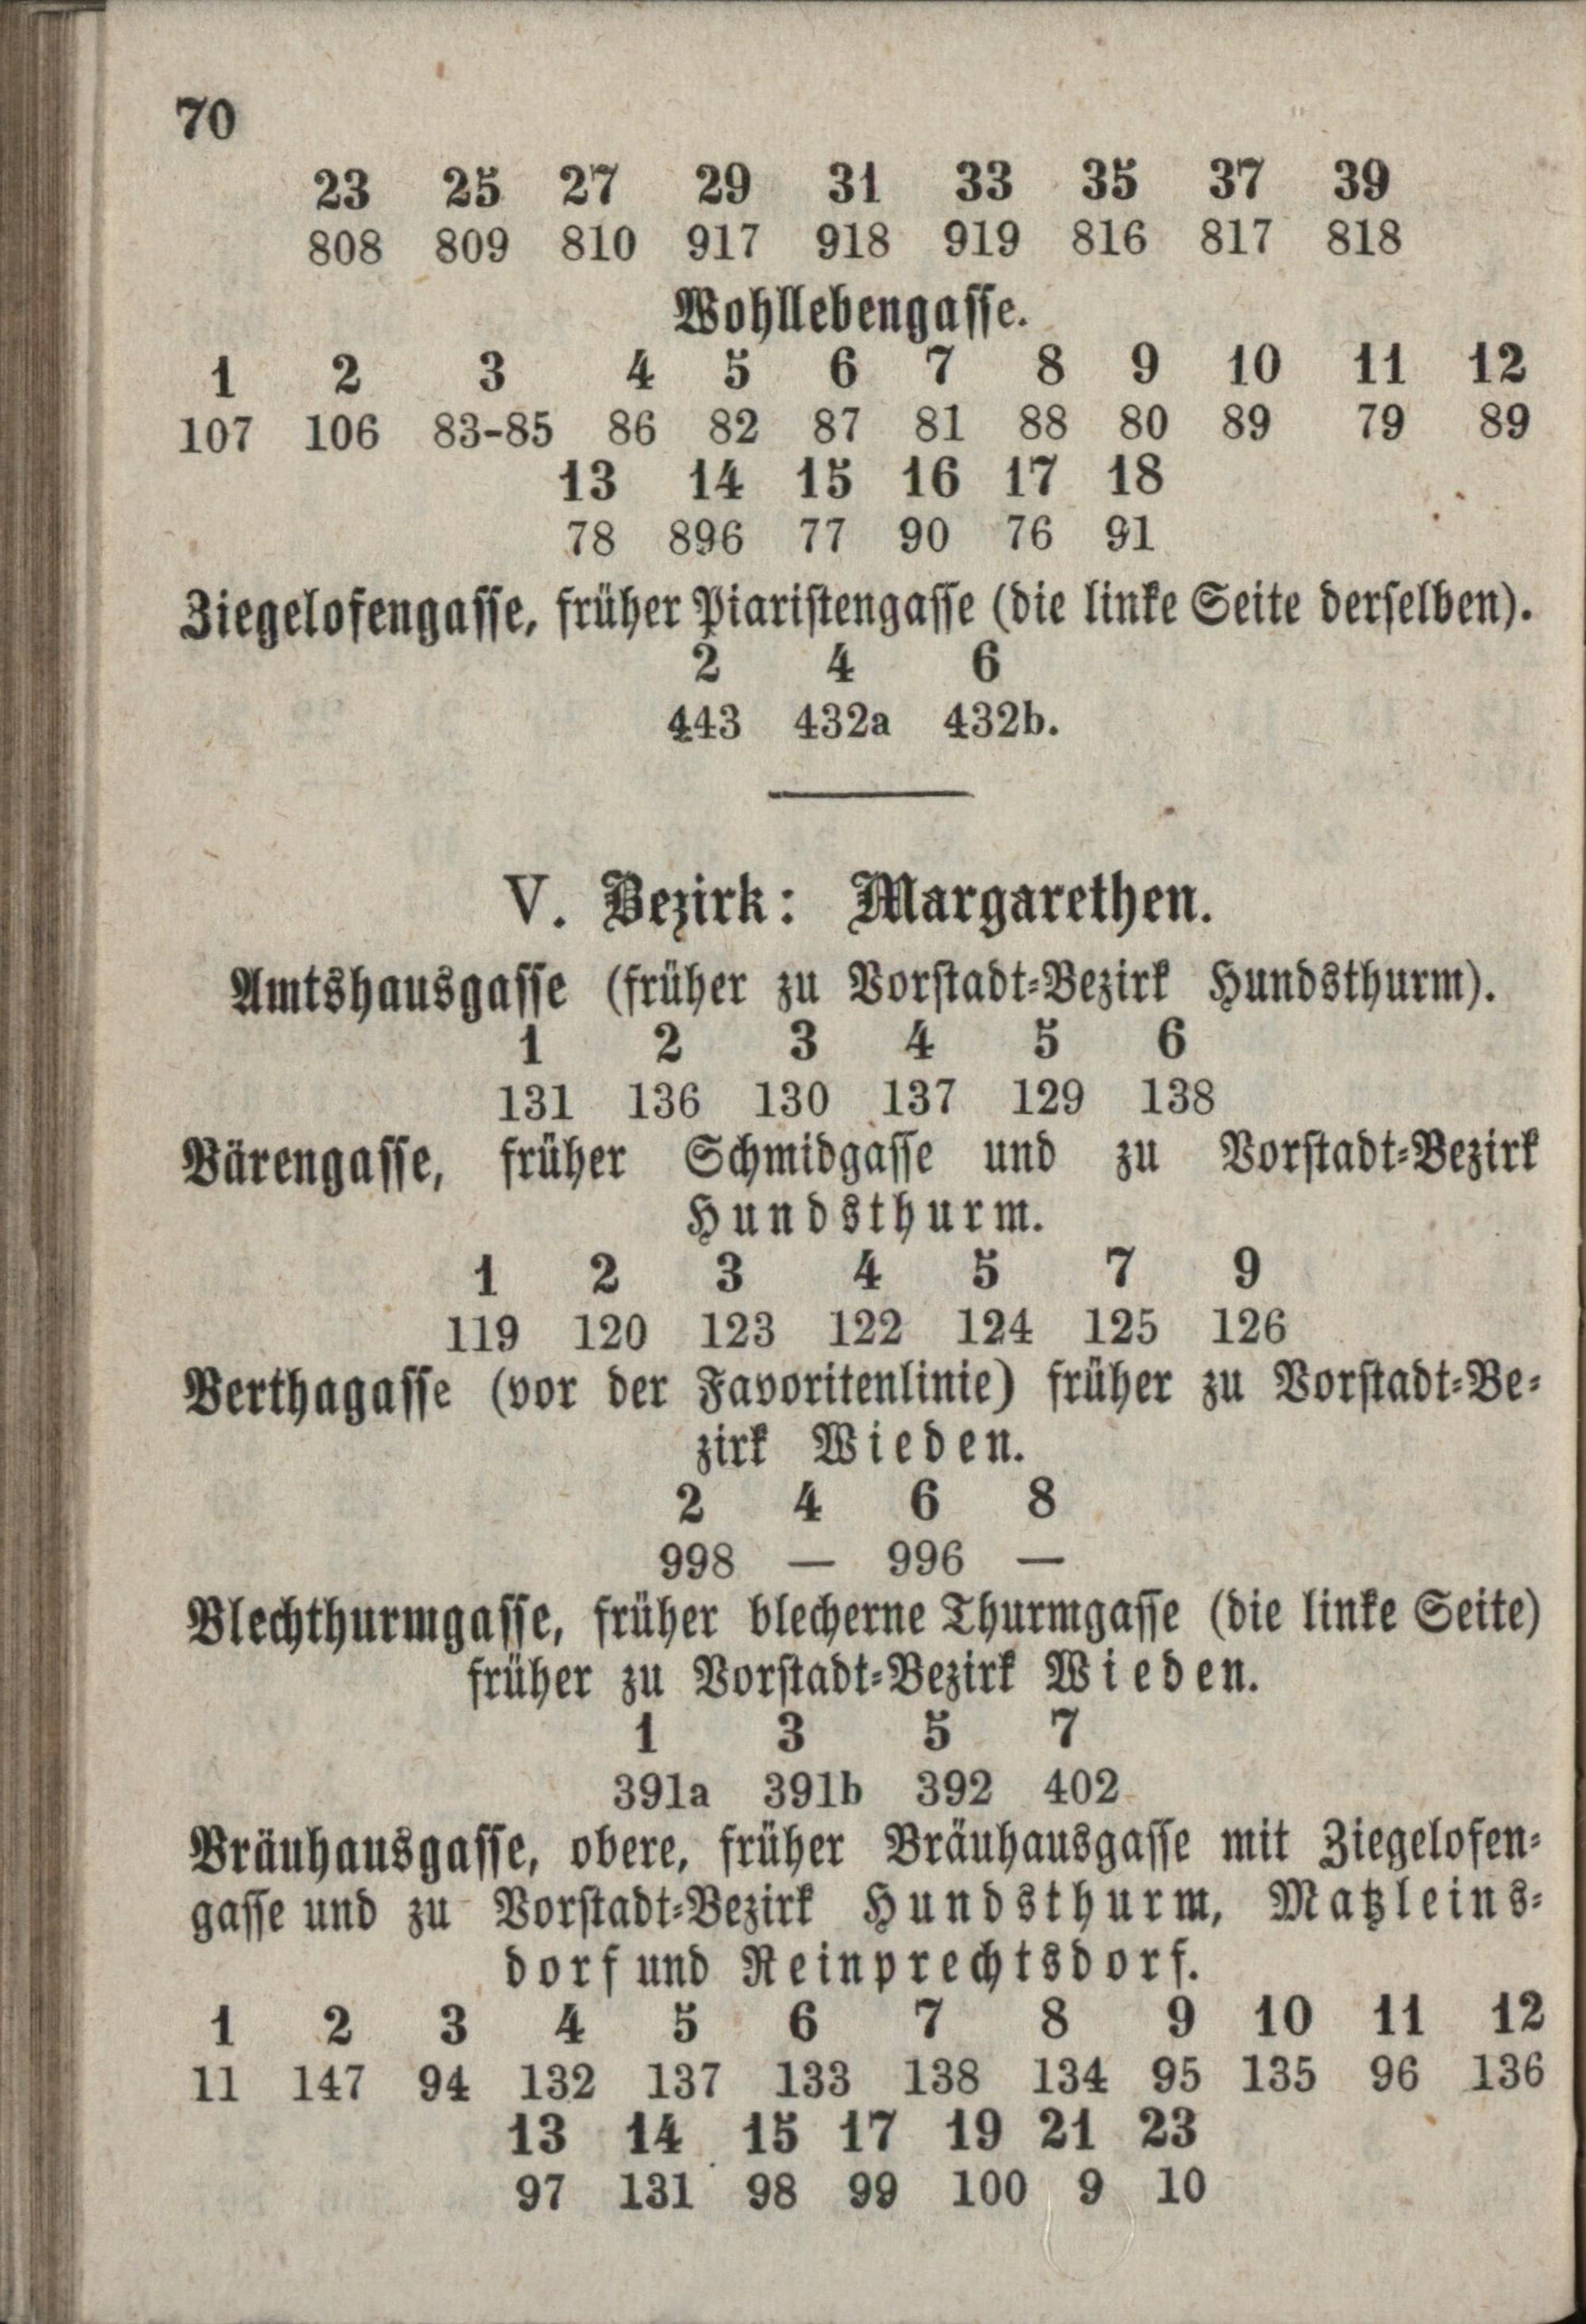 70
23 25 27 29 31 33 35 37 39
808 809 810 917 918 919 816 817 818
Wohllebengasse.
1 2 3 4 5 6 7 8 9 10 11 12
107 106 83-85 86 82 87 81 88 80 89 79 89
13 14 15 16 17 18
78 896 77 90 76 91
Ziegelofengasse, früher Piaristengasse (die linke Seite derselben).
2 4 6
443 432a 432b.
V. Bezirk: Margarethen.
Amtshausgasse (früher zu Vorstadt-Bezirk Hundsthurm).
1 2 3 4 5 6
131 136 130 137 129 138
Bärengasse, früher Schmidgasse und zu Vorstadt-Bezirk
Hundsthurm.
1 2 3 4 5 7 9
119 120 123 122 124 125 126
Berthagasse (vor der Favoritenlinie) früher zu Vorstadt-Be-
zirk Wieden.
2 4 6 8
998 — 996 —
Blechthurmgasse, früher blecherne Thurmgasse (die linke Seite)
früher zu Vorstadt-Bezirk Wieden.
1 3 5 7
391a 391b 392 402
Bräuhausgasse, obere, früher Bräuhausgasse mit Ziegelofen-
gasse und zu Vorstadt-Bezirk Hundsthurm, Matzleins-
dorf und Reinprechtsdorf.
1 2 3 4 5 6 7 8 9 10 11 12
11 147 94 132 137 133 138 134 95 135 96 136
13 14 15 17 19 21 23
97 131 98 99 100 9 10